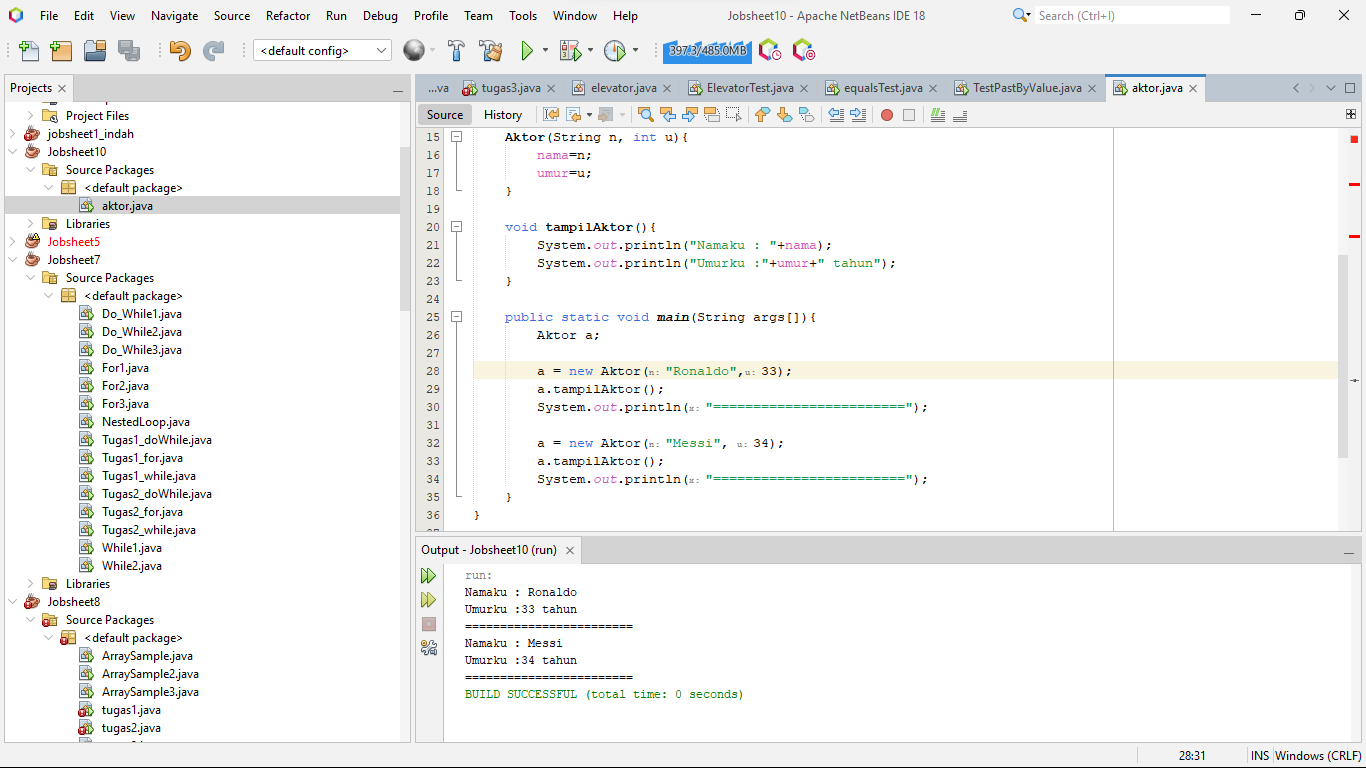 File Edit View Navigate Source Refactor Run Debug Profile Team Tools Window Help
Jobsheet10 - Apache NetBeans IDE 18
Search (Ctrl+I)
<default config>
397.3/485.0MB
Projects
Project Files
jobsheet1_indah
Jobsheet10
Source Packages
<default package>
aktor.java
Libraries
Jobsheet5
Jobsheet7
Source Packages
<default package>
Do_While1.java
Do_While2.java
Do_While3.java
For1.java
For2.java
For3.java
NestedLoop.java
Tugas1_doWhile.java
Tugas1_for.java
Tugas1_while.java
Tugas2_doWhile.java
Tugas2_for.java
Tugas2_while.java
While1.java
While2.java
Libraries
Jobsheet8
Source Packages
<default package>
ArraySample.java
ArraySample2.java
ArraySample3.java
tugas1.java
tugas2.java
...va tugas3.java elevator.java ElevatorTest.java equalsTest.java TestPastByValue.java aktor.java
Source History
15 Aktor(String n, int u){
16 nama=n;
17 umur=u;
18 }
19
20 void tampilAktor(){
21 System.out.println("Namaku : "+nama);
22 System.out.println("Umurku :"+umur+" tahun");
23 }
24
25 public static void main(String args[]){
26 Aktor a;
27
28 a = new Aktor(n: "Ronaldo",u: 33);
29 a.tampilAktor();
30 System.out.println(x: "========================");
31
32 a = new Aktor(n: "Messi", u: 34);
33 a.tampilAktor();
34 System.out.println(x: "========================");
35 }
36 }
Output - Jobsheet10 (run)
run:
Namaku : Ronaldo
Umurku :33 tahun
========================
Namaku : Messi
Umurku :34 tahun
========================
BUILD SUCCESSFUL (total time: 0 seconds)
28:31 INS Windows (CRLF)